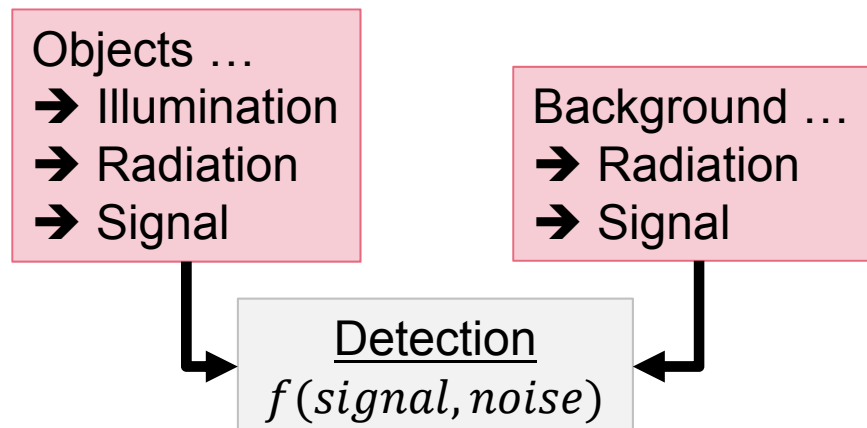 Objects …
➔ Illumination
➔ Radiation
➔ Signal
Background …
➔ Radiation
➔ Signal
Detection
f(signal, noise)